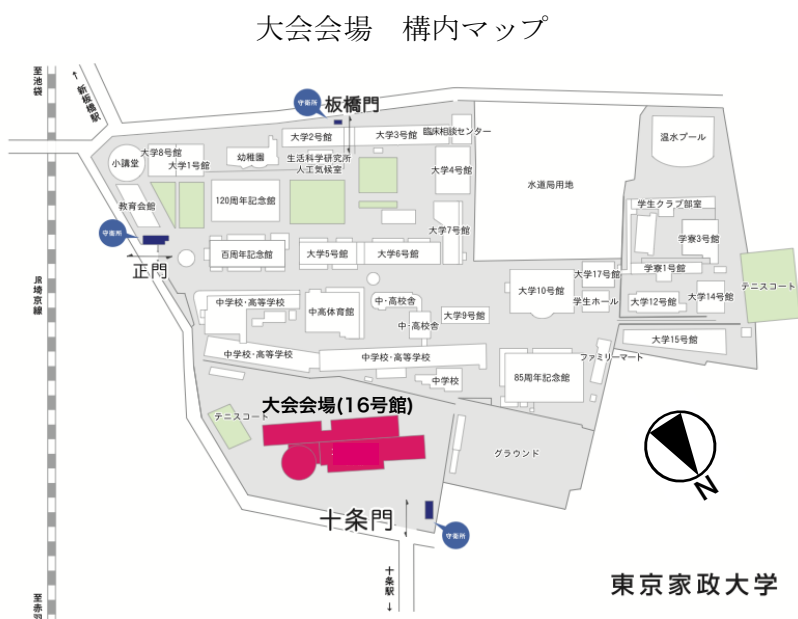 大会会場　構内マップ
至池袋
↑新板橋駅
守衛所
板橋門
大学2号館
大学3号館
臨床相談センター
温水プール
小講堂
大学8号館
大学1号館
幼稚園
生活科学研究所
人工気候室
大学4号館
水道局用地
教育会館
120周年記念館
学生クラブ部室
守衛所
正門
百周年記念館
大学5号館
大学6号館
大学7号館
学寮3号館
学寮1号館
JR埼京線
中学校・高等学校
中高体育館
中・高校舎
中・高校舎
大学9号館
大学10号館
大学17号館
学生ホール
大学12号館
大学14号館
テニスコート
大学15号館
中学校・高等学校
中学校・高等学校
中学校
85周年記念館
ファミリーマート
テニスコート
大会会場(16号館)
グラウンド
N
十条門
守衛所
十条駅↓
至赤羽
東京家政大学